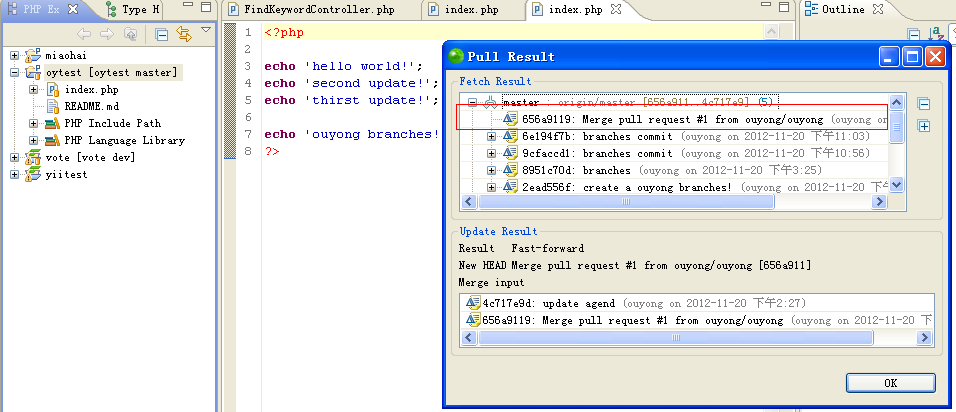 PHP Ex
Type H
miaohai
oytest [oytest master]
index.php
README.md
PHP Include Path
PHP Language Library
vote [vote dev]
yiitest
FindKeywordController.php
index.php
index.php
1 <?php
2
3 echo 'hello world!';
4 echo 'second update!';
5 echo 'thirst update!';
6
7 echo 'ouyong branches!
8 ?>
Outline
Pull Result
Fetch Result
master : origin/master [656a911..4c717e9] (5)
656a9119: Merge pull request #1 from ouyong/ouyong (ouyong on
6e194f7b: branches commit (ouyong on 2012-11-20 下午11:03)
9cfaccd1: branches commit (ouyong on 2012-11-20 下午10:56)
8951c70d: branches (ouyong on 2012-11-20 下午3:25)
2ead556f: create a ouyong branches! (ouyong on 2012-11-20 下午
Update Result
Result Fast-forward
New HEAD Merge pull request #1 from ouyong/ouyong [656a911]
Merge input
4c717e9d: update agend (ouyong on 2012-11-20 下午2:27)
656a9119: Merge pull request #1 from ouyong/ouyong (ouyong on 2012-11-20 下
OK